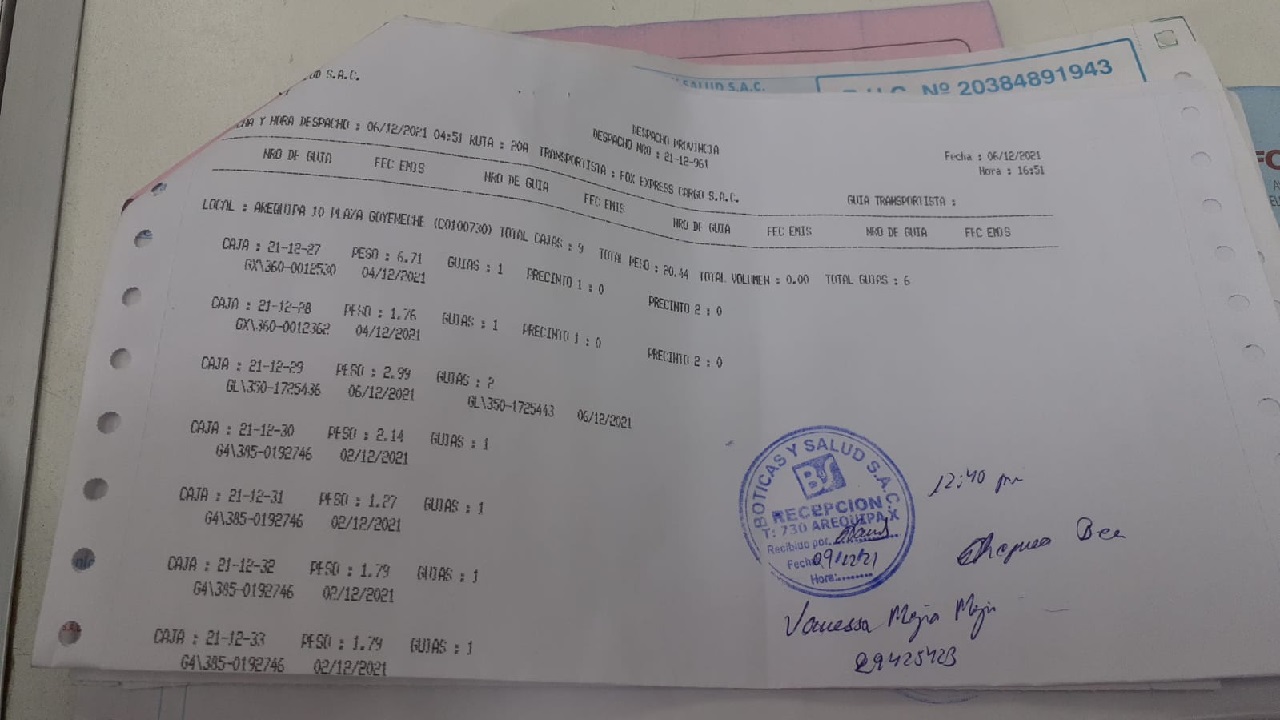 GO S.A.C.
SALUD S.A.C.
R.U.C. Nº 20384891943
DESPACHO PROVINCIA
DESPACHO NRO : 21-12-961
Fecha : 06/12/2021
Hora : 16:51
CHA Y HORA DESPACHO : 06/12/2021 04:51 RUTA : 20A TRANSPORTISTA : FOX EXPRESS CARGO S.A.C.
GUIA TRANSPORTISTA :
NRO DE GUIA FEC EMIS NRO DE GUIA FEC EMIS NRO DE GUIA FEC EMIS NRO DE GUIA FEC EMIS
LOCAL : AREQUIPA 10 PLAZA GOYENECHE (C0100730) TOTAL CAJAS : 9 TOTAL PESO : 20.44 TOTAL VOLUMEN : 0.00 TOTAL GUIAS : 6
CAJA : 21-12-27 PESO : 6.71 GUIAS : 1 PRECINTO 1 : 0 PRECINTO 2 : 0
GX\360-0012530 04/12/2021
CAJA : 21-12-28 PESO : 1.76 GUIAS : 1 PRECINTO 1 : 0 PRECINTO 2 : 0
GX\360-0012362 04/12/2021
CAJA : 21-12-29 PESO : 2.99 GUIAS : 2
GL\350-1725436 06/12/2021 GL\350-1725443 06/12/2021
CAJA : 21-12-30 PESO : 2.14 GUIAS : 1
G4\385-0192746 02/12/2021
CAJA : 21-12-31 PESO : 1.27 GUIAS : 1
G4\385-0192746 02/12/2021
CAJA : 21-12-32 PESO : 1.79 GUIAS : 1
G4\385-0192746 02/12/2021
CAJA : 21-12-33 PESO : 1.79 GUIAS : 1
G4\385-0192746 02/12/2021
BOTICAS Y SALUD S.A.C.
BS
RECEPCION
T: 730 AREQUIPA X
Recibido por
Fecha 09/12/21
Hora:
12:40 pm
Vanessa Mejia Mejia
29425423